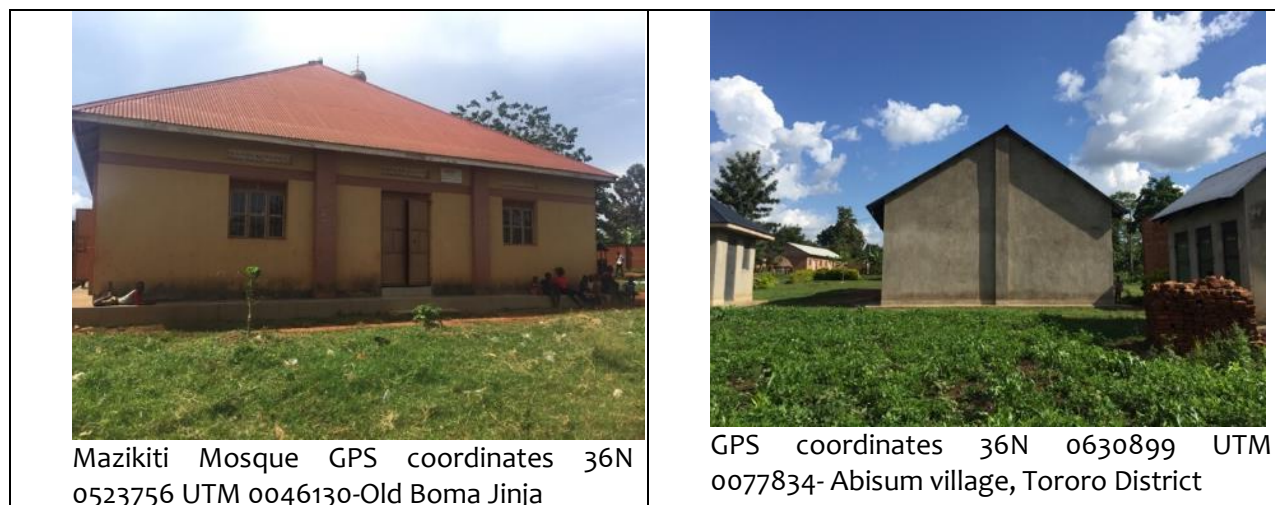 Mazikiti Mosque GPS coordinates 36N
0523756 UTM 0046130-Old Boma Jinja
GPS coordinates 36N 0630899 UTM
0077834- Abisum village, Tororo District